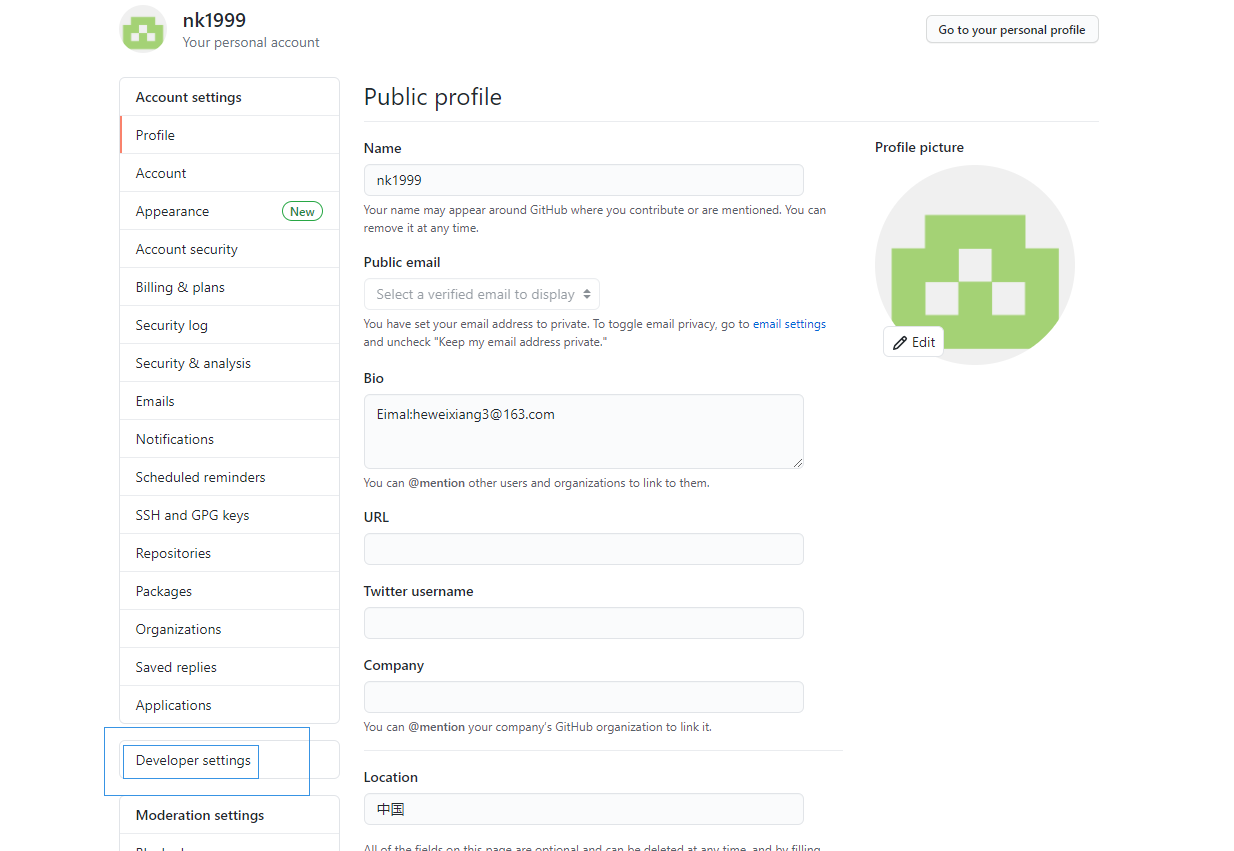 nk1999
Your personal account
Go to your personal profile
Account settings
Profile
Account
Appearance
New
Account security
Billing & plans
Security log
Security & analysis
Emails
Notifications
Scheduled reminders
SSH and GPG keys
Repositories
Packages
Organizations
Saved replies
Applications
Developer settings
Moderation settings
Public profile
Name
nk1999
Your name may appear around GitHub where you contribute or are mentioned. You can
remove it at any time.
Public email
Select a verified email to display
You have set your email address to private. To toggle email privacy, go to email settings
and uncheck "Keep my email address private."
Bio
Eimal:heweixiang3@163.com
You can @mention other users and organizations to link to them.
URL
Twitter username
Company
You can @mention your company's GitHub organization to link it.
Location
中国
All of the fields on this page are optional and can be deleted at any time, and by filling
Profile picture
Edit